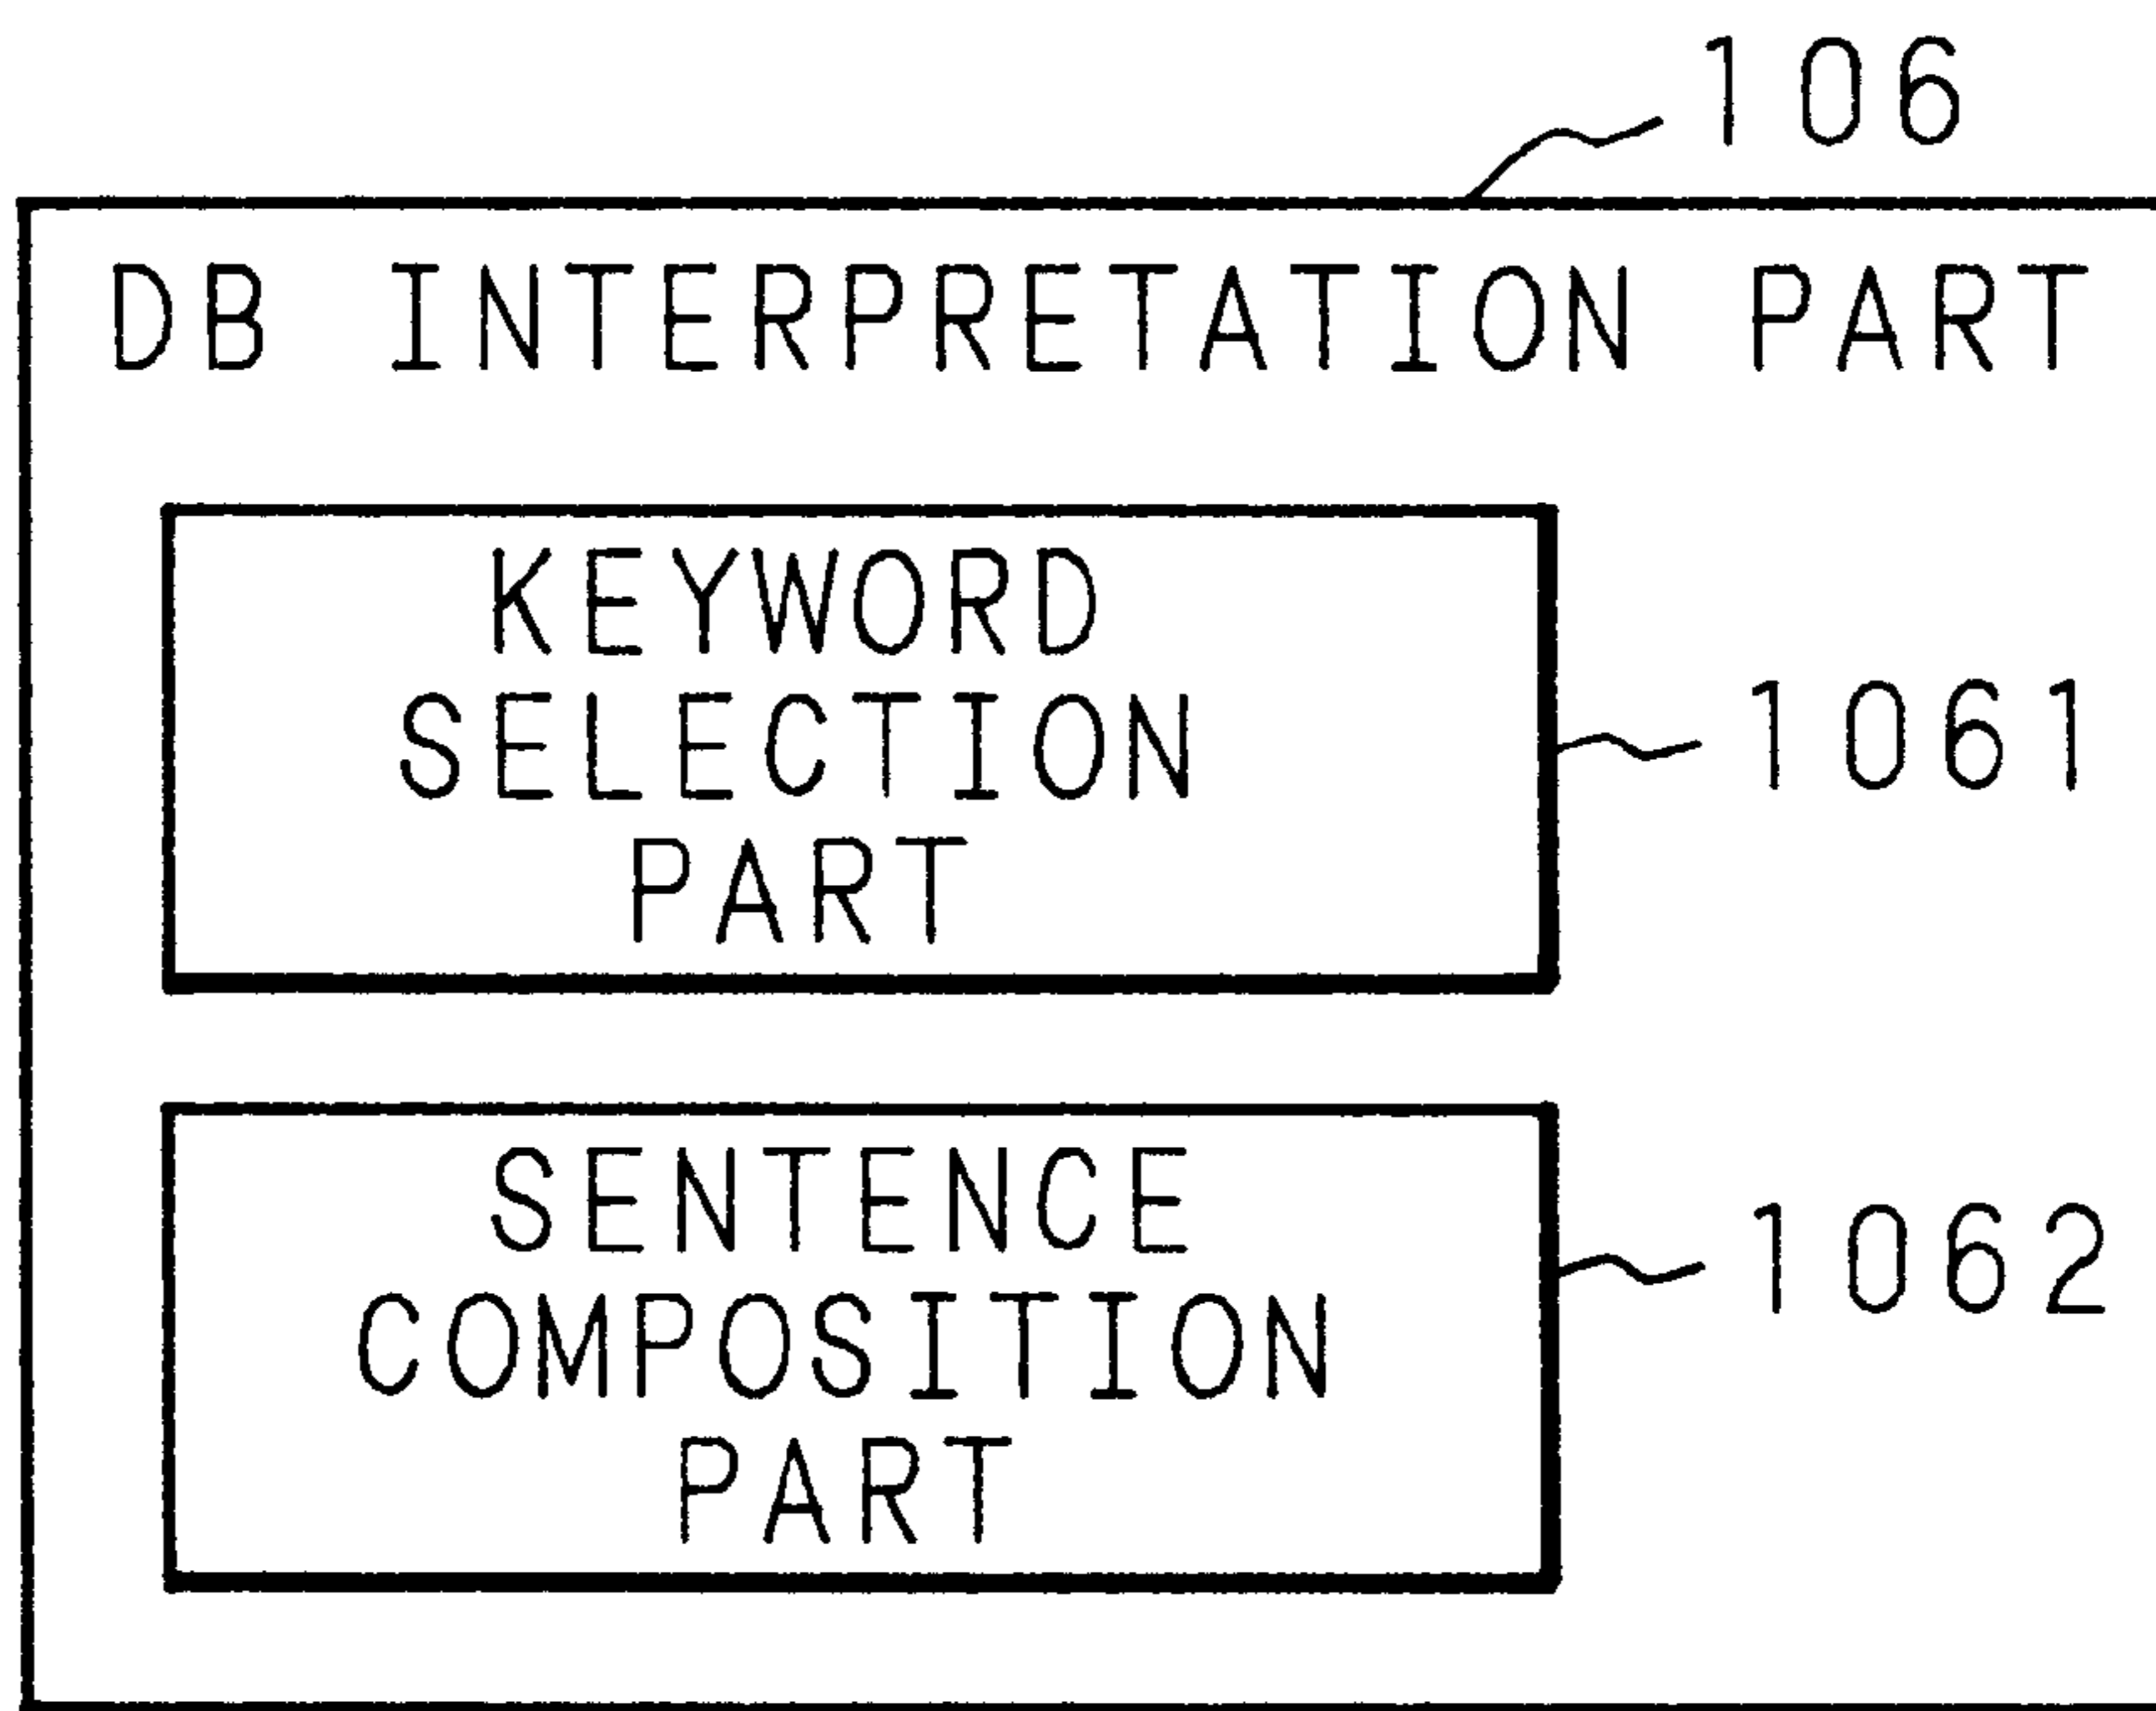 106
DB INTERPRETATION PART
KEYWORD
SELECTION
PART
1061
SENTENCE
COMPOSITION
PART
1062